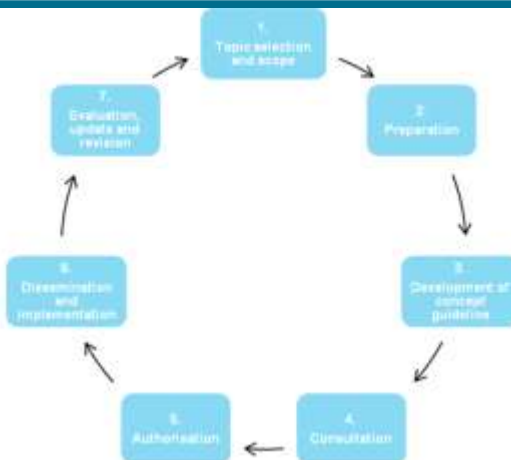 1.
Topic selection
and scope
2.
Preparation
3.
Development of
concept
guideline
4.
Consultation
5.
Authorisation
6.
Dissemination
and
implementation
7.
Evaluation,
update and
revision